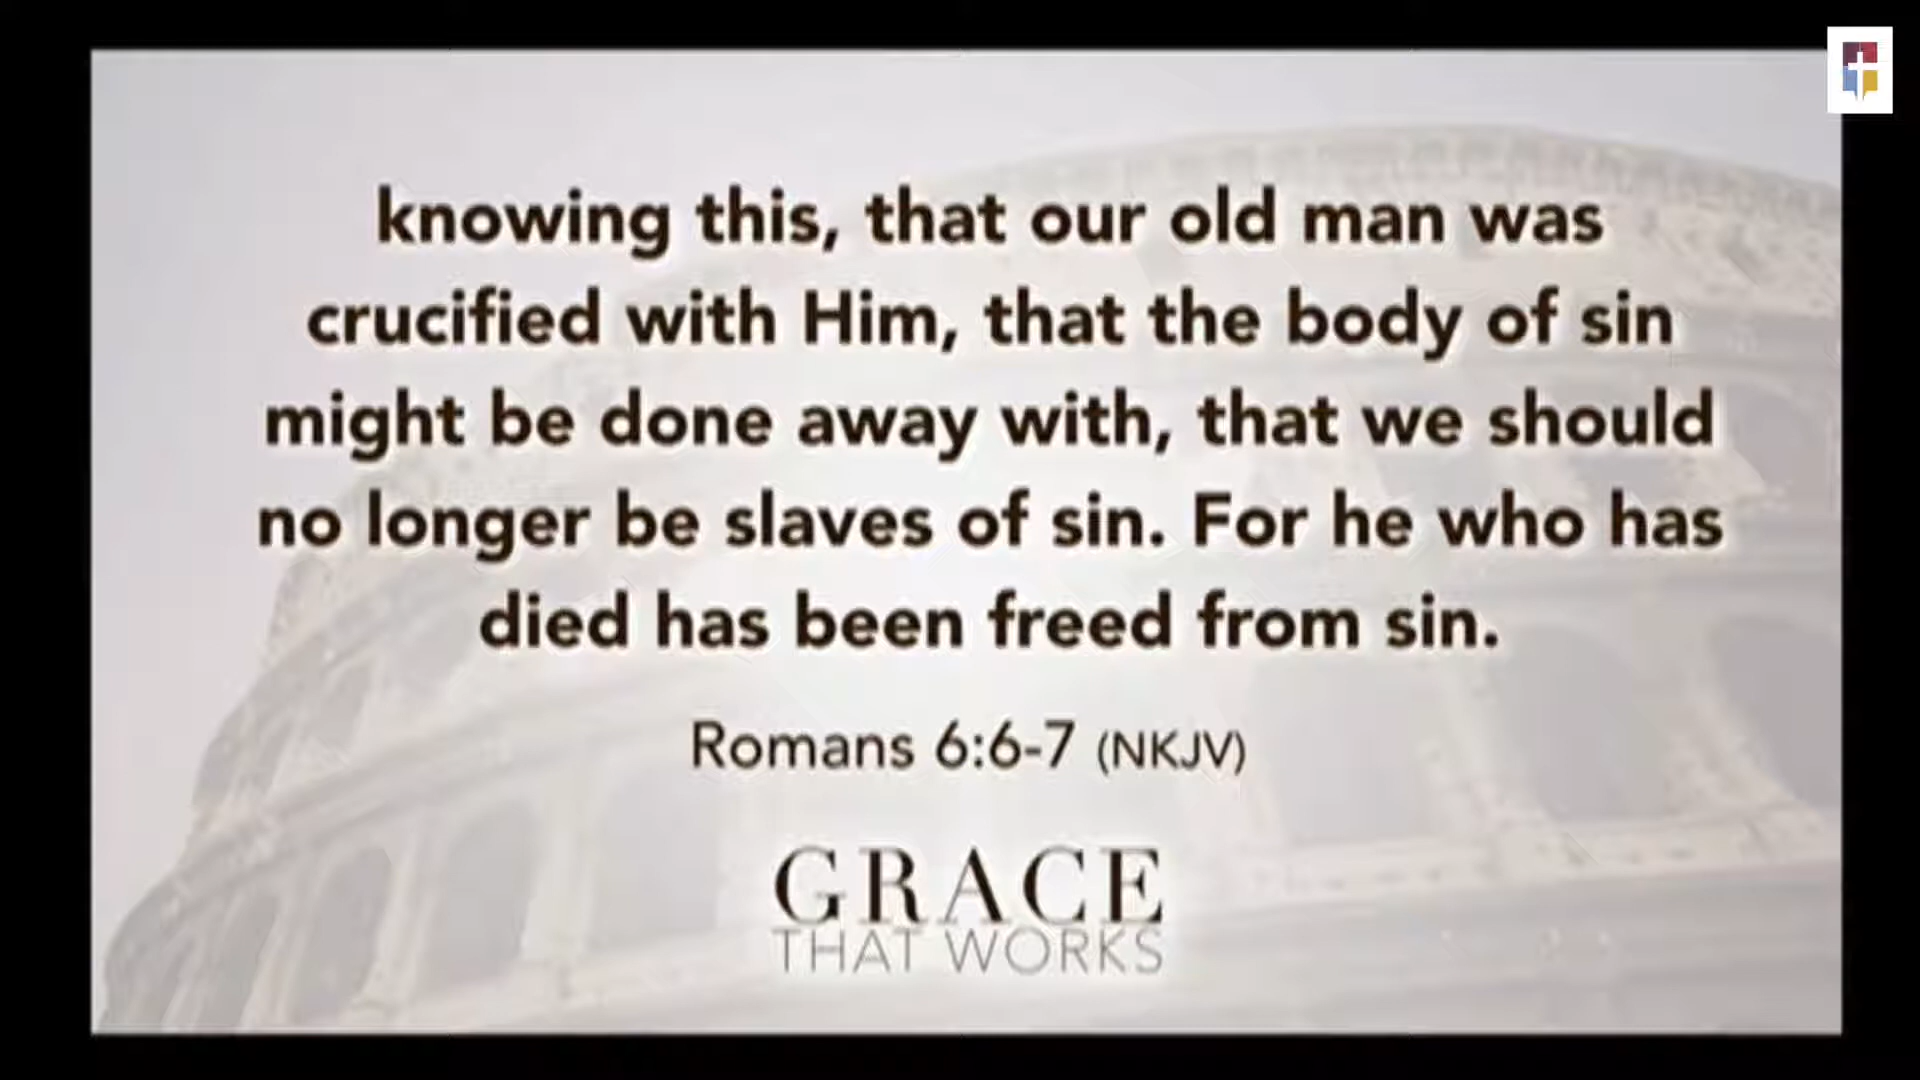 knowing this, that our old man was
crucified with Him, that the body of sin
might be done away with, that we should
no longer be slaves of sin. For he who has
died has been freed from sin.
Romans 6:6-7 (NKJV)
GRACE
THAT WORKS